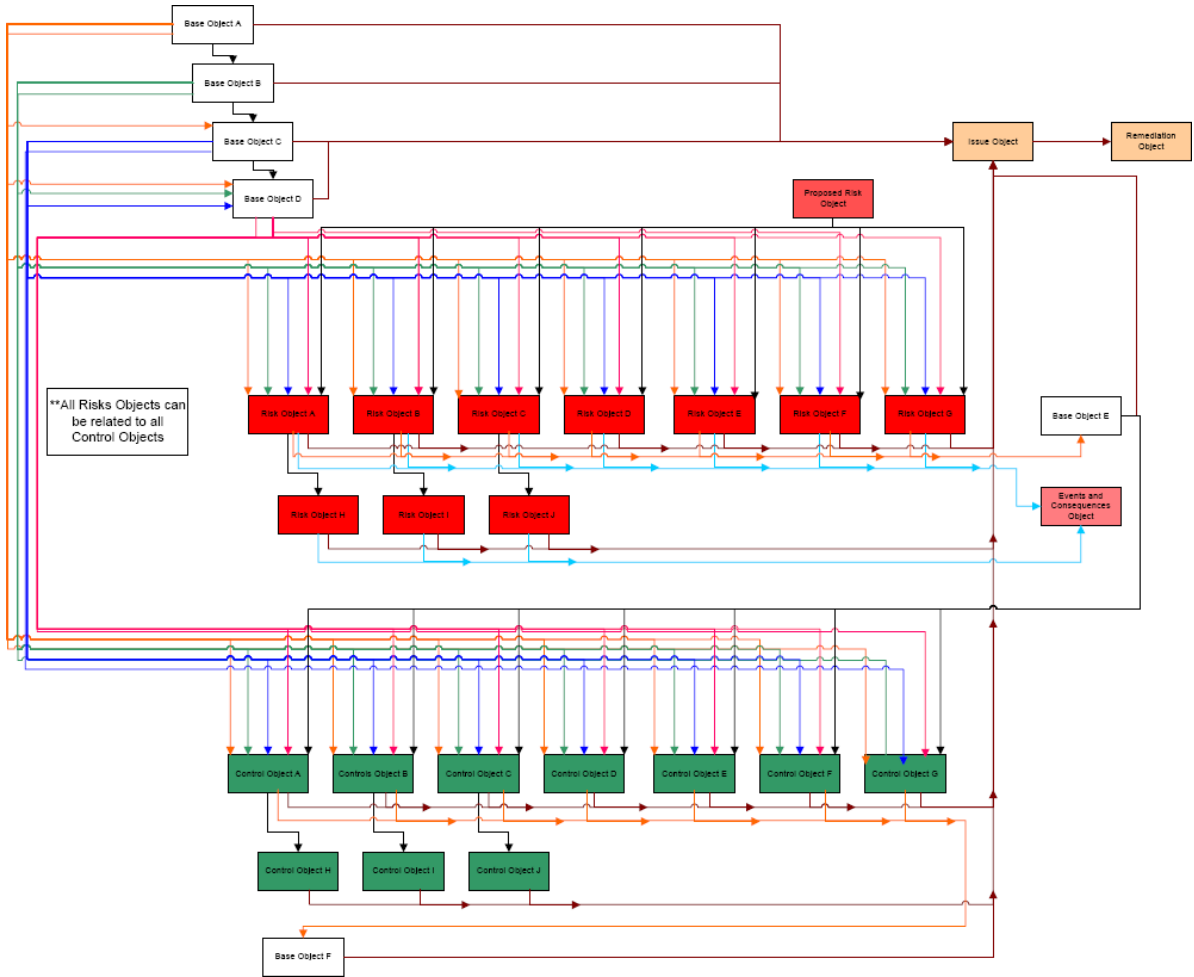 Base Object A
Base Object B
Base Object C
Issue Object
Remediation
Object
Base Object D
Proposed Risk
Object
**All Risks Objects can
be related to all
Control Objects
Risk Object A
Risk Object B
Risk Object C
Risk Object D
Risk Object E
Risk Object F
Risk Object G
Base Object E
Risk Object H
Risk Object I
Risk Object J
Events and
Consequences
Object
Control Object A
Controls Object B
Control Object C
Control Object D
Control Object E
Control Object F
Control Object G
Control Object H
Control Object I
Control Object J
Base Object F